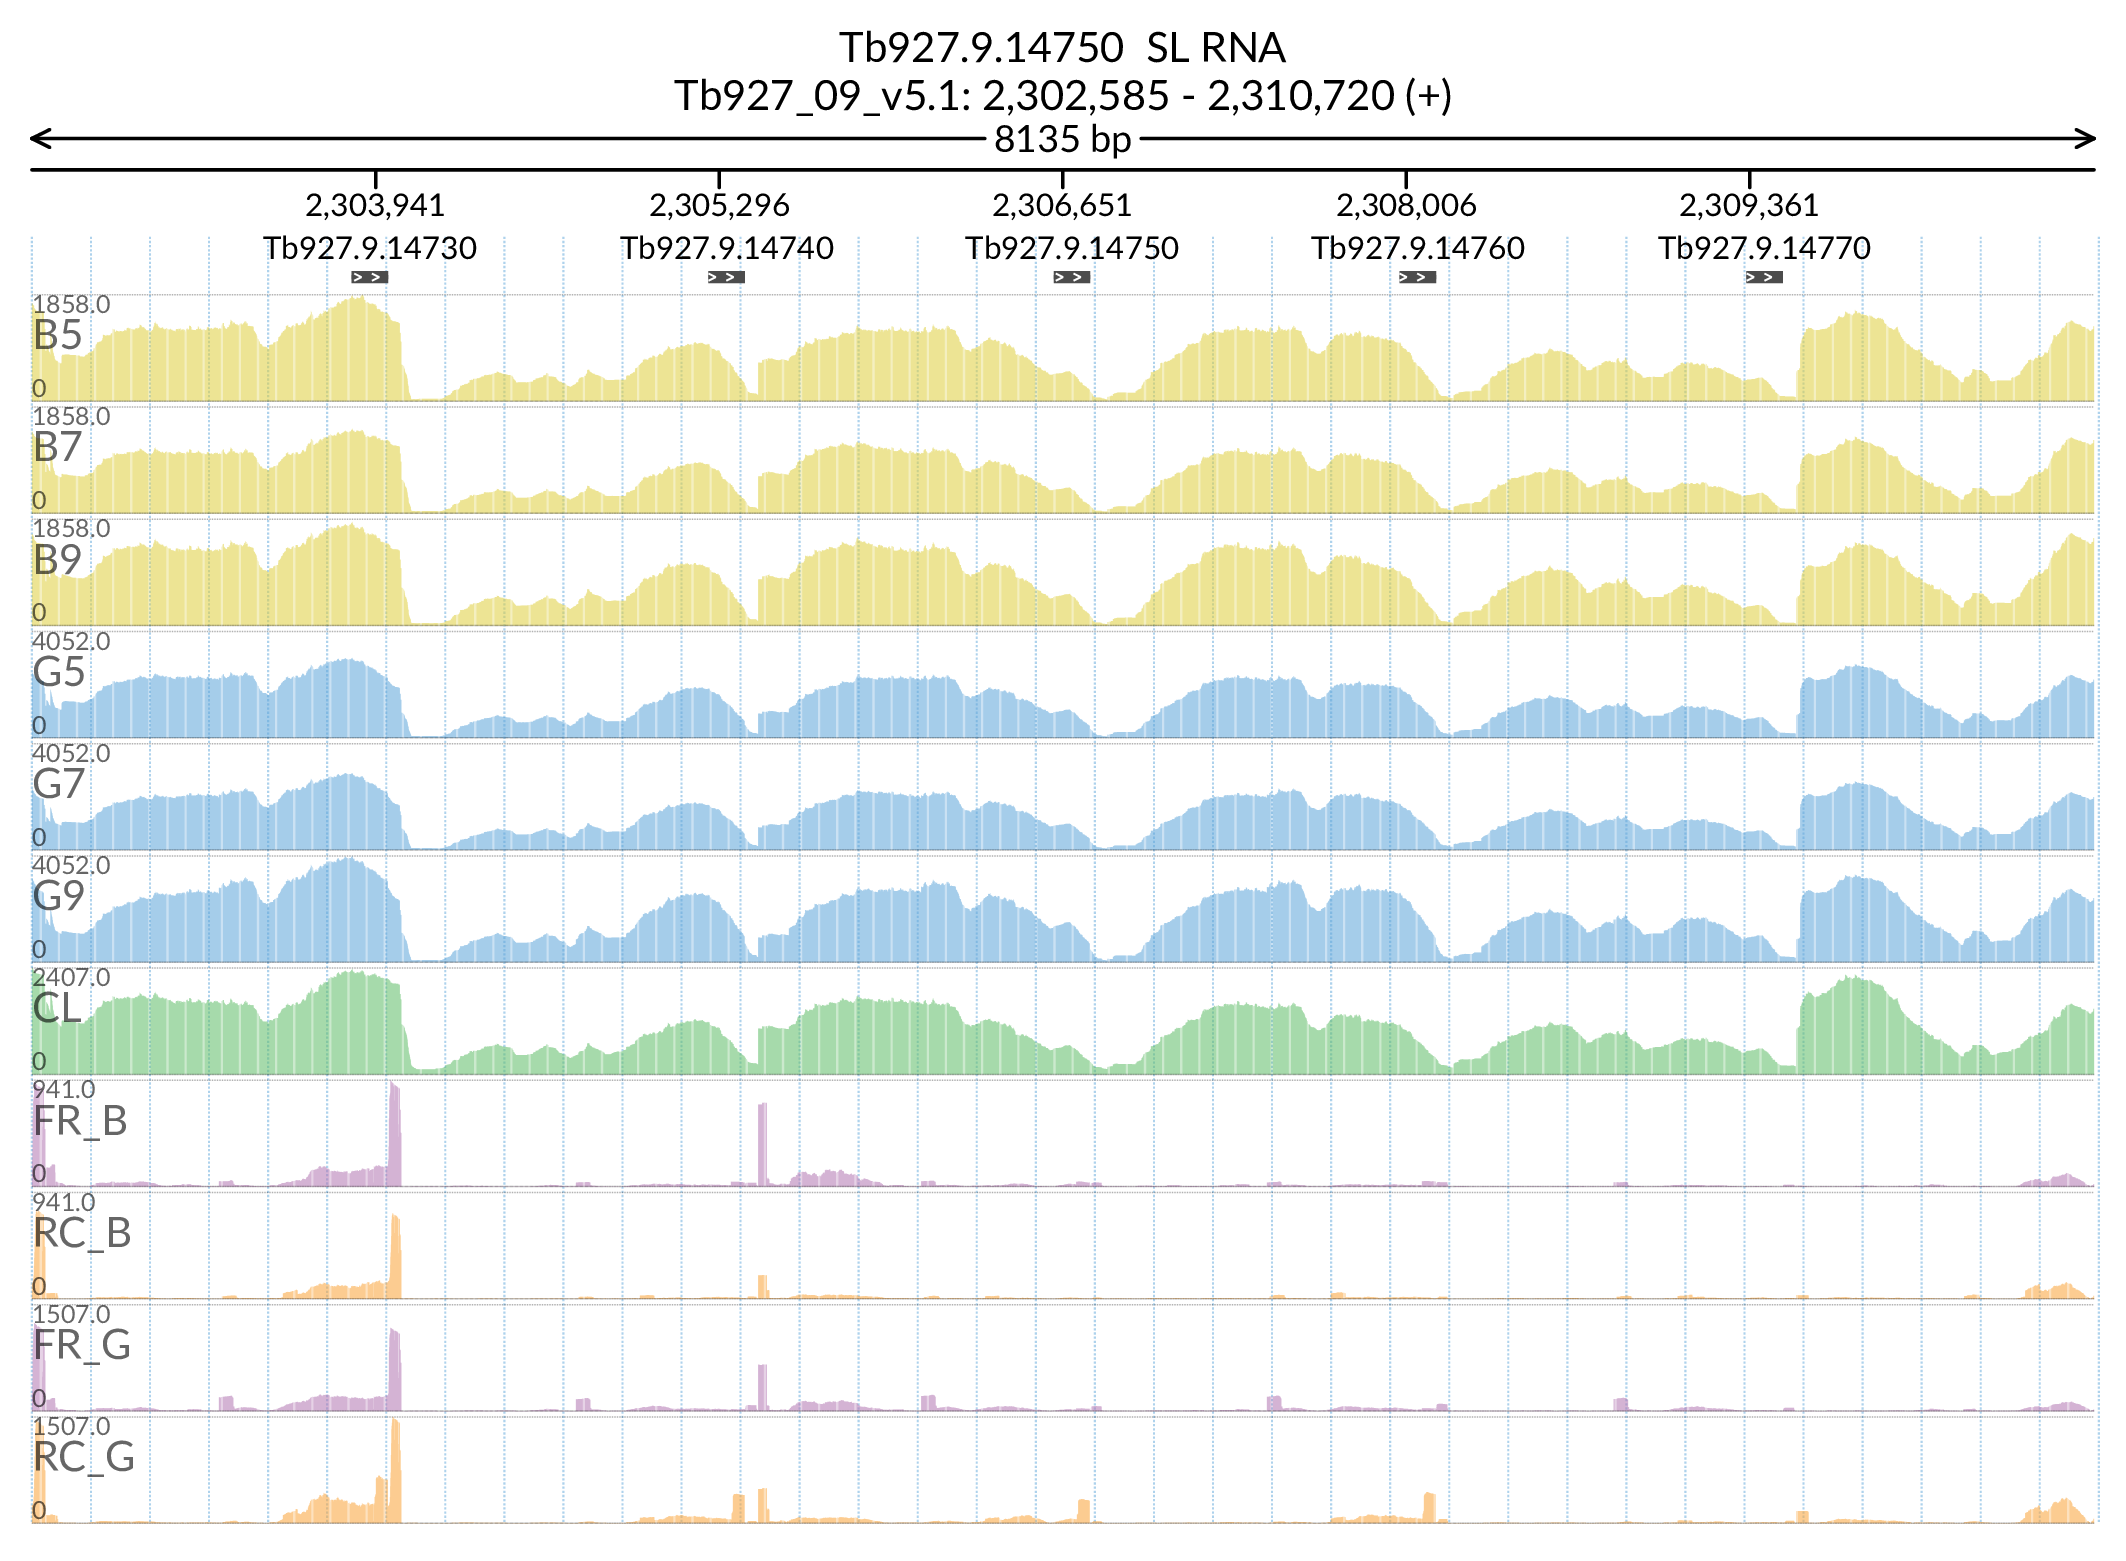 Tb927.9.14750 SL RNA
Tb927_09_v5.1: 2,302,585 - 2,310,720 (+)
8135 bp
2,303,941 2,305,296 2,306,651 2,308,006 2,309,361
Tb927.9.14730 Tb927.9.14740 Tb927.9.14750 Tb927.9.14760 Tb927.9.14770
1858.0
B5
0
1858.0
B7
0
1858.0
B9
0
4052.0
G5
0
4052.0
G7
0
4052.0
G9
0
2407.0
CL
0
941.0
FR_B
0
941.0
RC_B
0
1507.0
FR_G
0
1507.0
RC_G
0